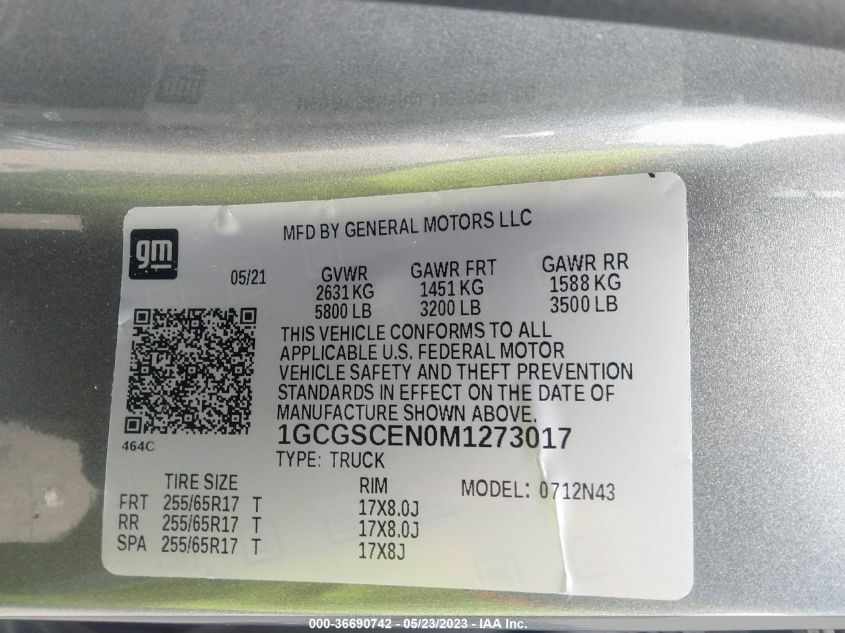 MFD BY GENERAL MOTORS LLC
gm
05/21
GVWR GAWR FRT GAWR RR
2631 KG 1451 KG 1588 KG
5800 LB 3200 LB 3500 LB
THIS VEHICLE CONFORMS TO ALL
APPLICABLE U.S. FEDERAL MOTOR
VEHICLE SAFETY AND THEFT PREVENTION
STANDARDS IN EFFECT ON THE DATE OF
MANUFACTURE SHOWN ABOVE.
464C
1GCGSCEN0M1273017
TYPE: TRUCK
TIRE SIZE RIM MODEL: 0712N43
FRT 255/65R17 T 17X8.0J
RR 255/65R17 T 17X8.0J
SPA 255/65R17 T 17X8J
000-36690742 - 05/23/2023 - IAA Inc.